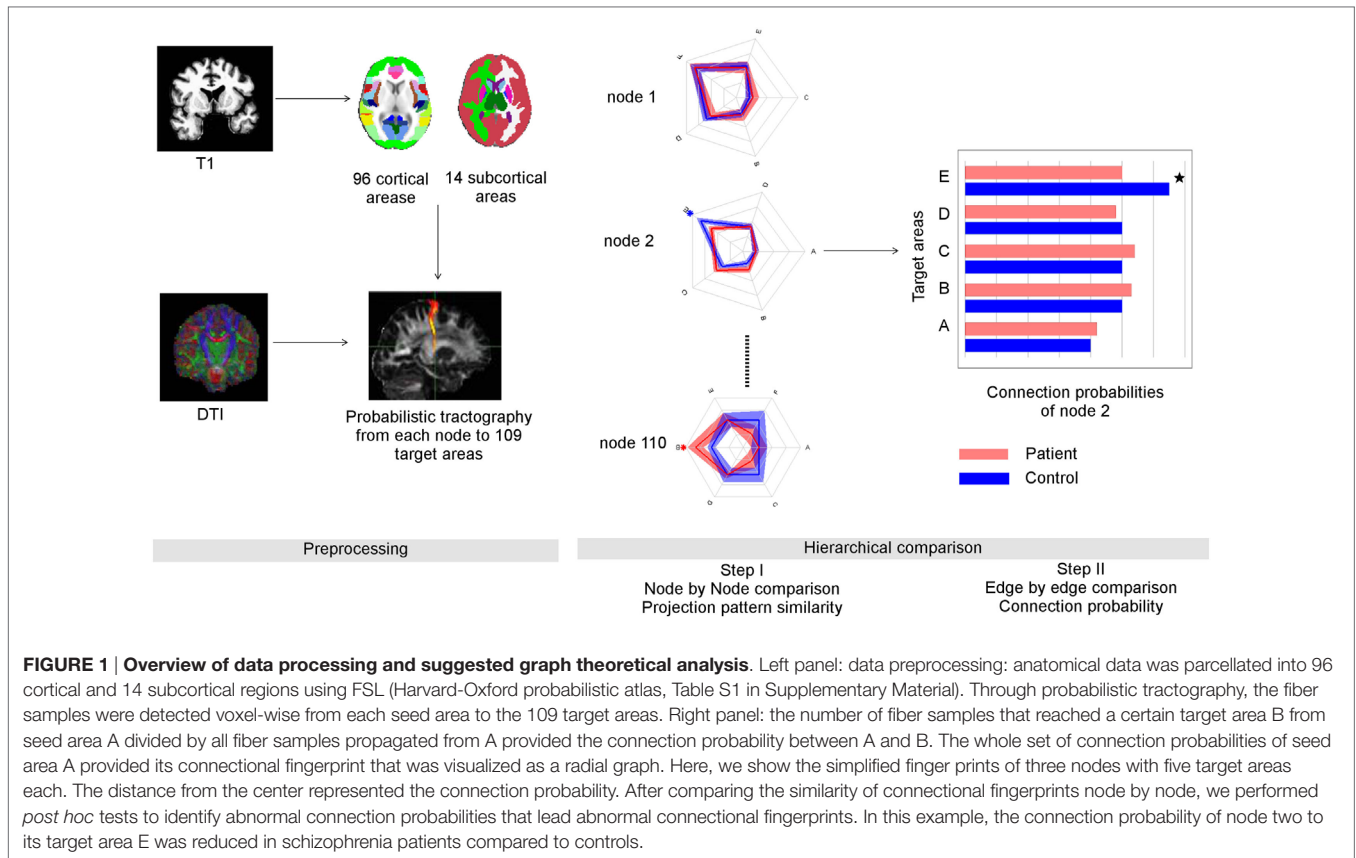 T1
96 cortical
arease
14 subcortical
areas
DTI
Probabilistic tractography
from each node to 109
target areas
Preprocessing
node 1
E
F
C
D
B
node 2
D
E
A
C
B
node 110
E
F
A
D
C
Target areas
E
D
C
B
A
Connection probabilities
of node 2
Patient
Control
Hierarchical comparison
Step I
Node by Node comparison
Projection pattern similarity
Step II
Edge by edge comparison
Connection probability
FIGURE 1 | Overview of data processing and suggested graph theoretical analysis. Left panel: data preprocessing: anatomical data was parcellated into 96
cortical and 14 subcortical regions using FSL (Harvard-Oxford probabilistic atlas, Table S1 in Supplementary Material). Through probabilistic tractography, the fiber
samples were detected voxel-wise from each seed area to the 109 target areas. Right panel: the number of fiber samples that reached a certain target area B from
seed area A divided by all fiber samples propagated from A provided the connection probability between A and B. The whole set of connection probabilities of seed
area A provided its connectional fingerprint that was visualized as a radial graph. Here, we show the simplified finger prints of three nodes with five target areas
each. The distance from the center represented the connection probability. After comparing the similarity of connectional fingerprints node by node, we performed
post hoc tests to identify abnormal connection probabilities that lead abnormal connectional fingerprints. In this example, the connection probability of node two to
its target area E was reduced in schizophrenia patients compared to controls.